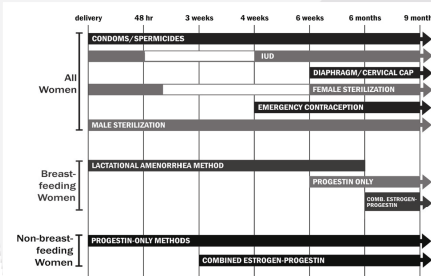 delivery 48 hr 3 weeks 4 weeks 6 weeks 6 months 9 month
CONDOMS/SPERMICIDES
IUD
DIAPHRAGM/CERVICAL CAP
All
Women
FEMALE STERILIZATION
EMERGENCY CONTRACEPTION
MALE STERILIZATION
LACTATIONAL AMENORRHEA METHOD
Breast-
feeding
Women
PROGESTIN ONLY
COMB. ESTROGEN-
PROGESTIN
Non-breast-
feeding
Women
PROGESTIN-ONLY METHODS
COMBINED ESTROGEN-PROGESTIN